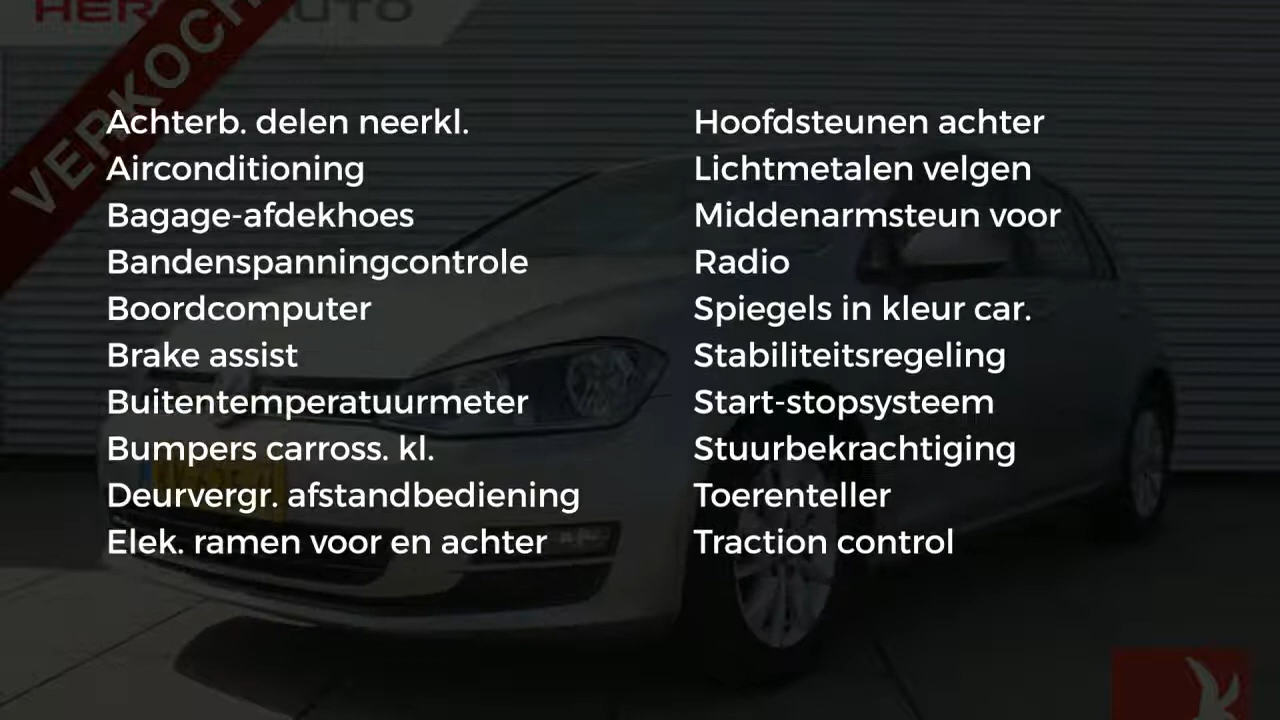 VERKOCH
AUTO
Achterb. delen neerkl.
Airconditioning
Bagage-afdekhoes
Bandenspanningcontrole
Boordcomputer
Brake assist
Buitentemperatuurmeter
Bumpers carross. kl.
Deurvergr. afstandbediening
Elek. ramen voor en achter
Hoofdsteunen achter
Lichtmetalen velgen
Middenarmsteun voor
Radio
Spiegels in kleur car.
Stabiliteitsregeling
Start-stopsysteem
Stuurbekrachtiging
Toerenteller
Traction control